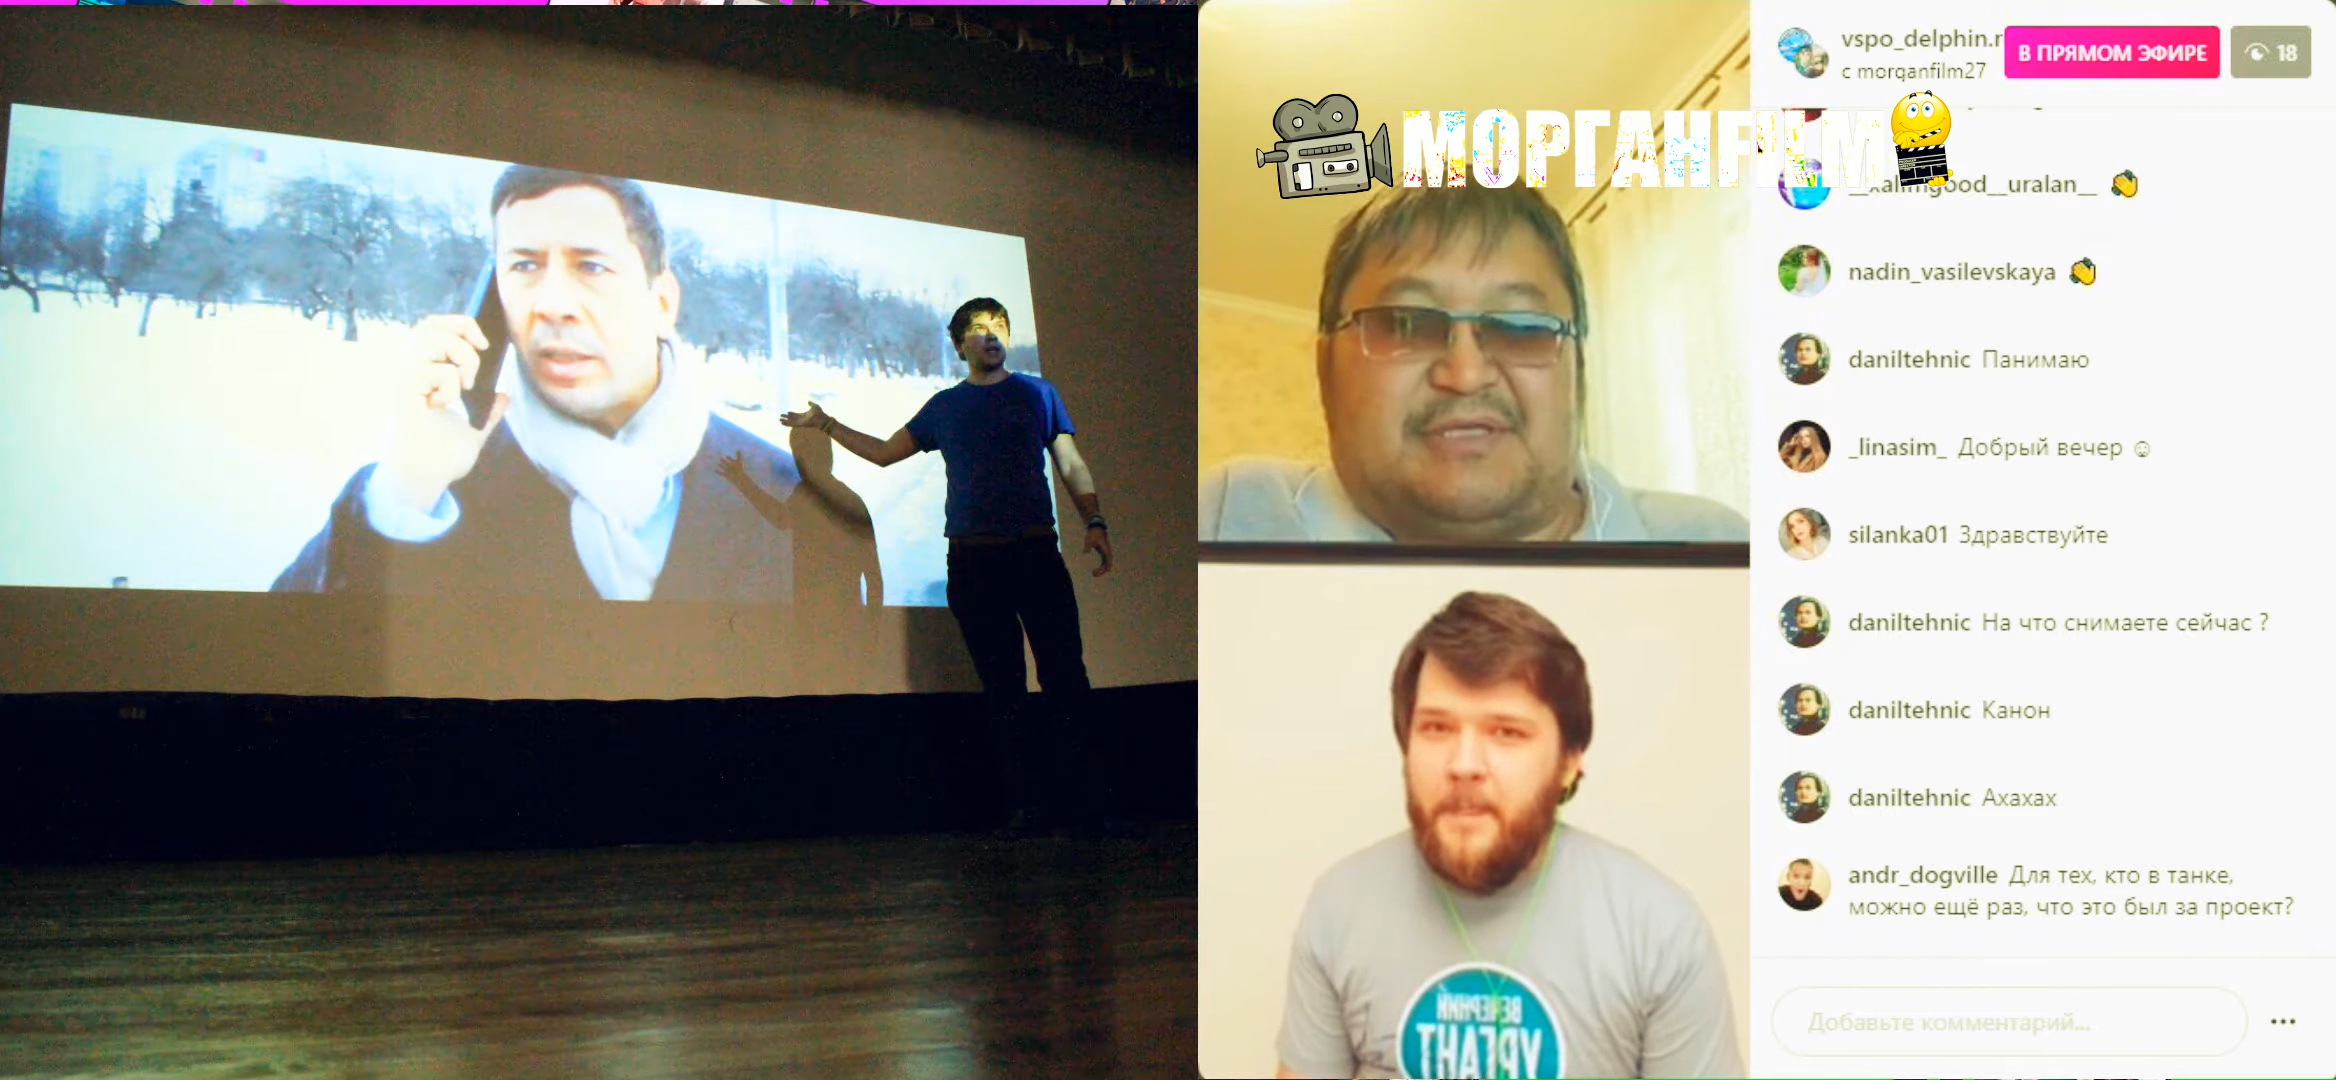 vspo_delphin.r
с morganfilm27
В ПРЯМОМ ЭФИРЕ
18
МОРГАНFILM
__xalimgood__uralan__
nadin_vasilevskaya
daniltehnic Панимаю
_linasim_ Добрый вечер ☺
silanka01 Здравствуйте
daniltehnic На что снимаете сейчас ?
daniltehnic Канон
daniltehnic Ахахах
andr_dogville Для тех, кто в танке,
можно ещё раз, что это был за проект?
ВЕЧЕРНИЙ
УРГАНТ
Добавьте комментарий...